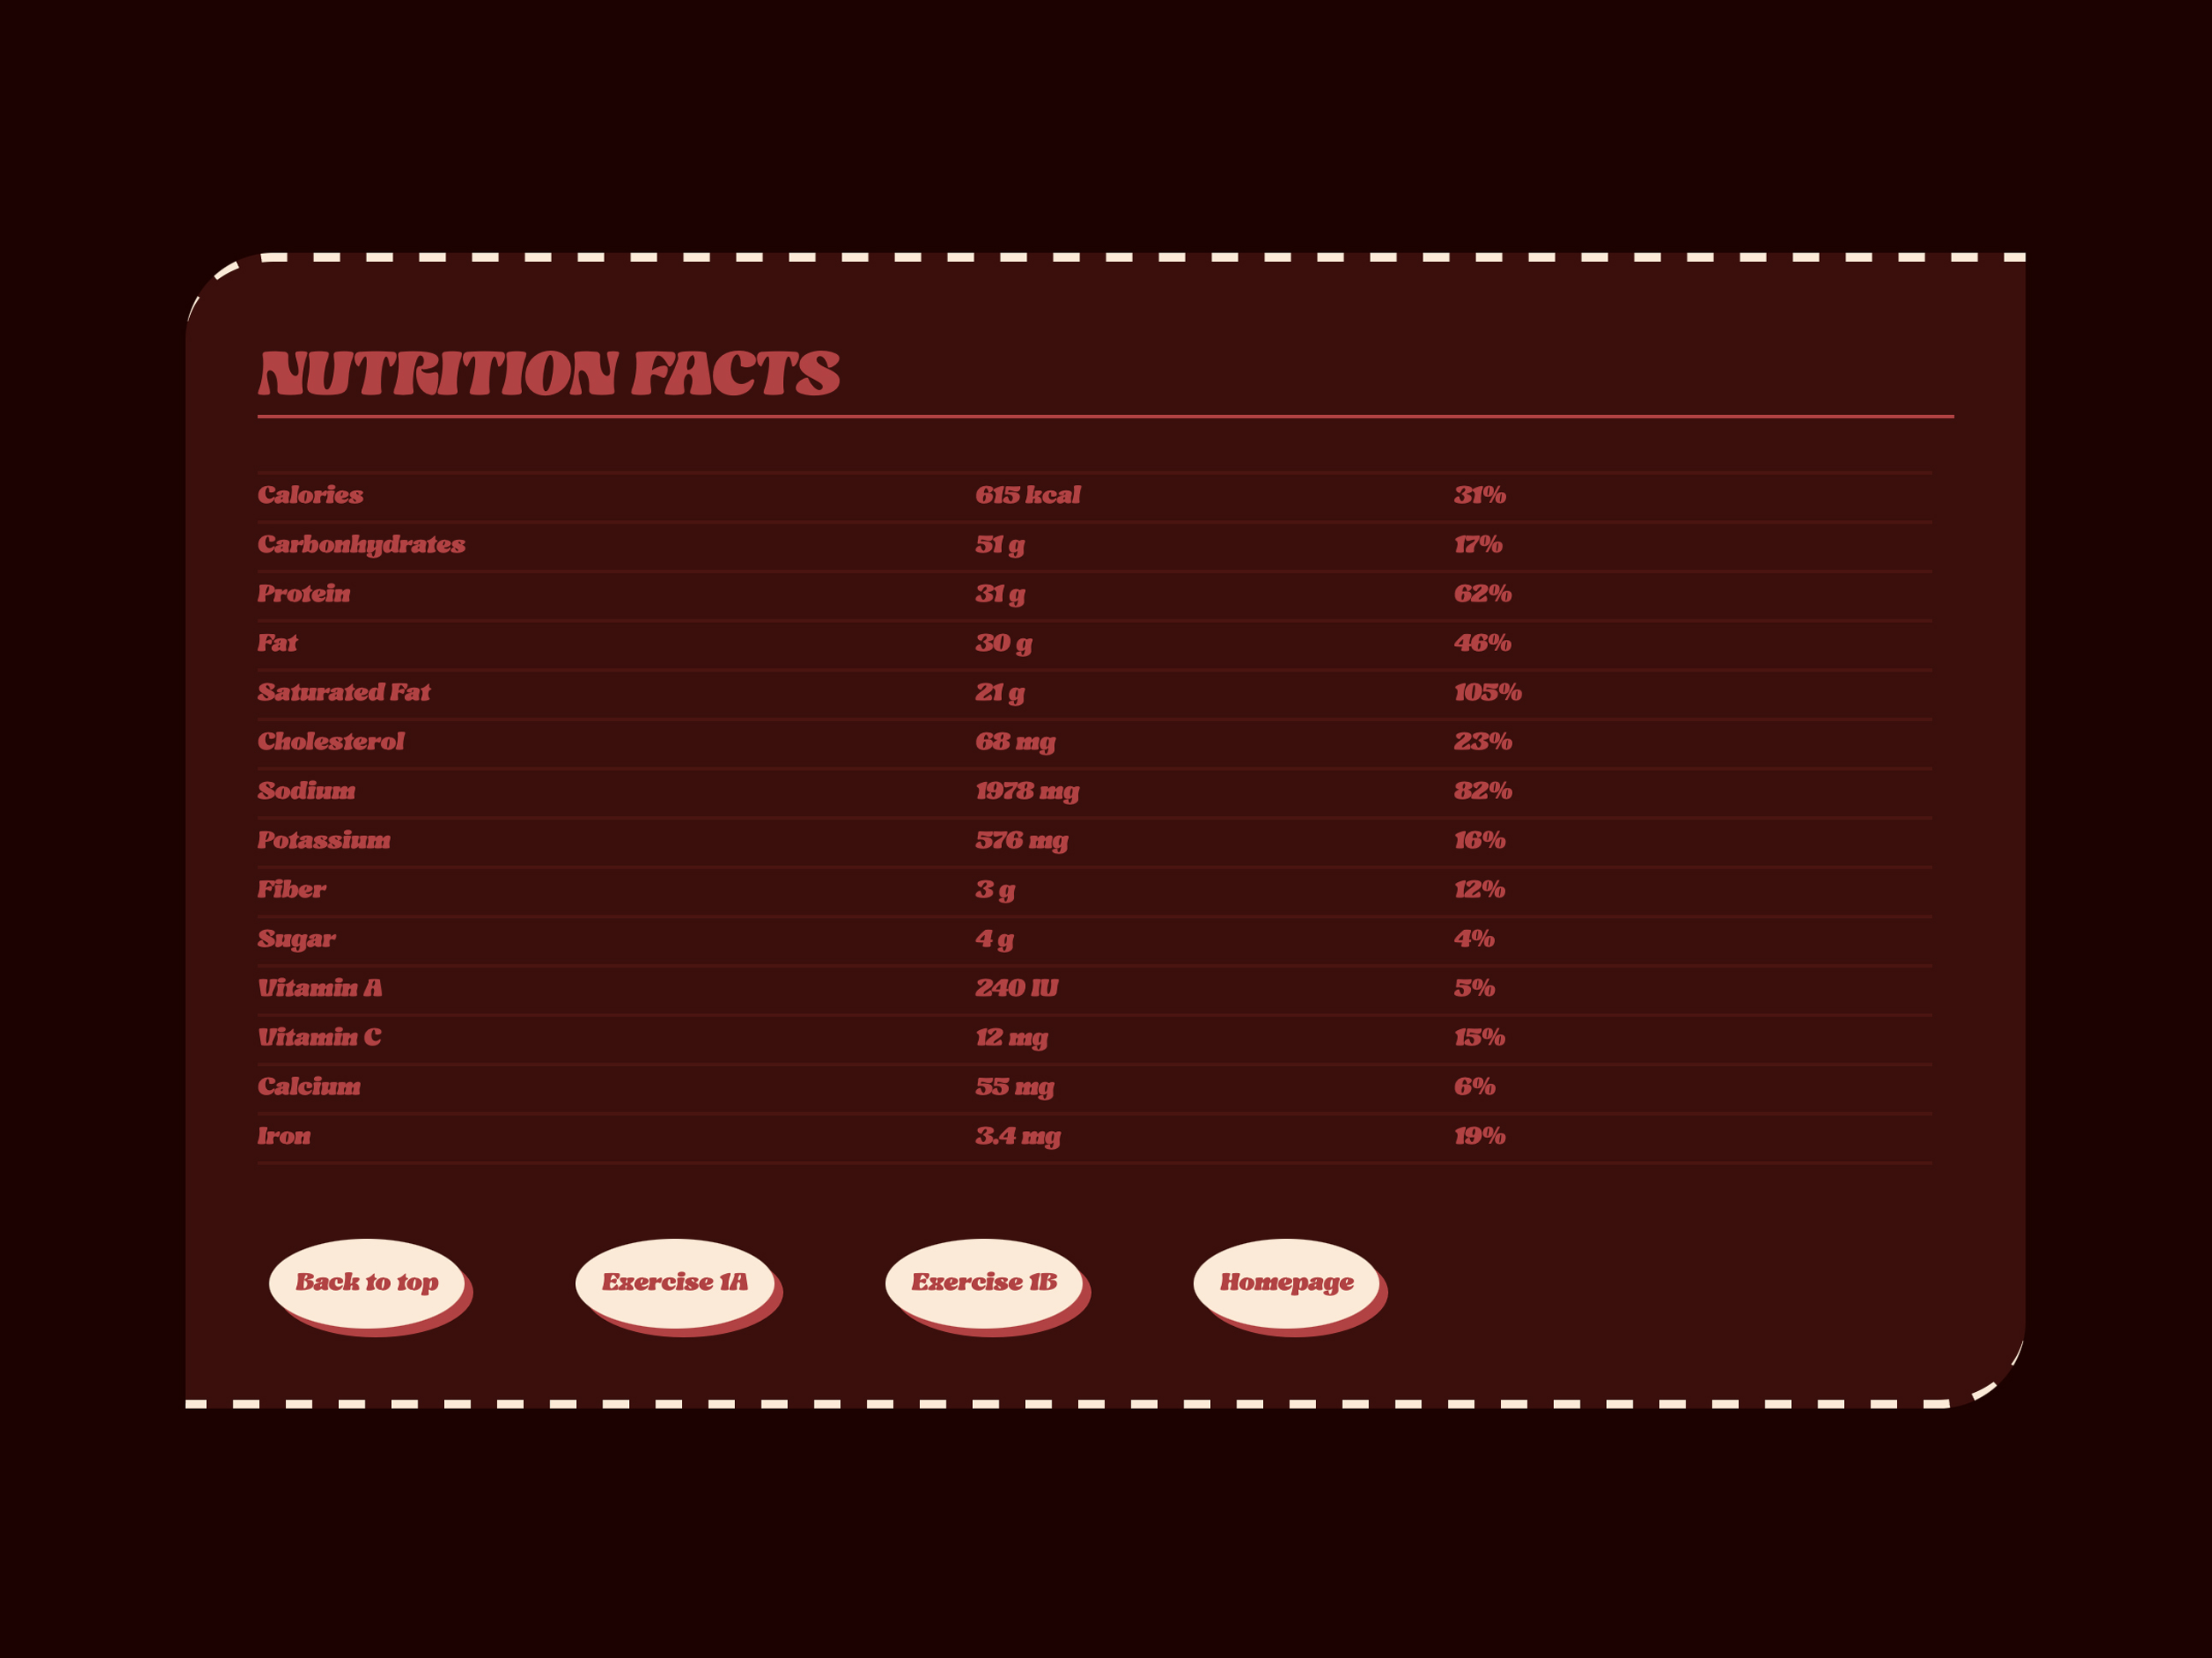 NUTRITION FACTS
Calories 615 kcal 31%
Carbonhydrates 51 g 17%
Protein 31 g 62%
Fat 30 g 46%
Saturated Fat 21 g 105%
Cholesterol 68 mg 23%
Sodium 1978 mg 82%
Potassium 576 mg 16%
Fiber 3 g 12%
Sugar 4 g 4%
Vitamin A 240 IU 5%
Vitamin C 12 mg 15%
Calcium 55 mg 6%
Iron 3.4 mg 19%
Back to top Exercise 1A Exercise 1B Homepage